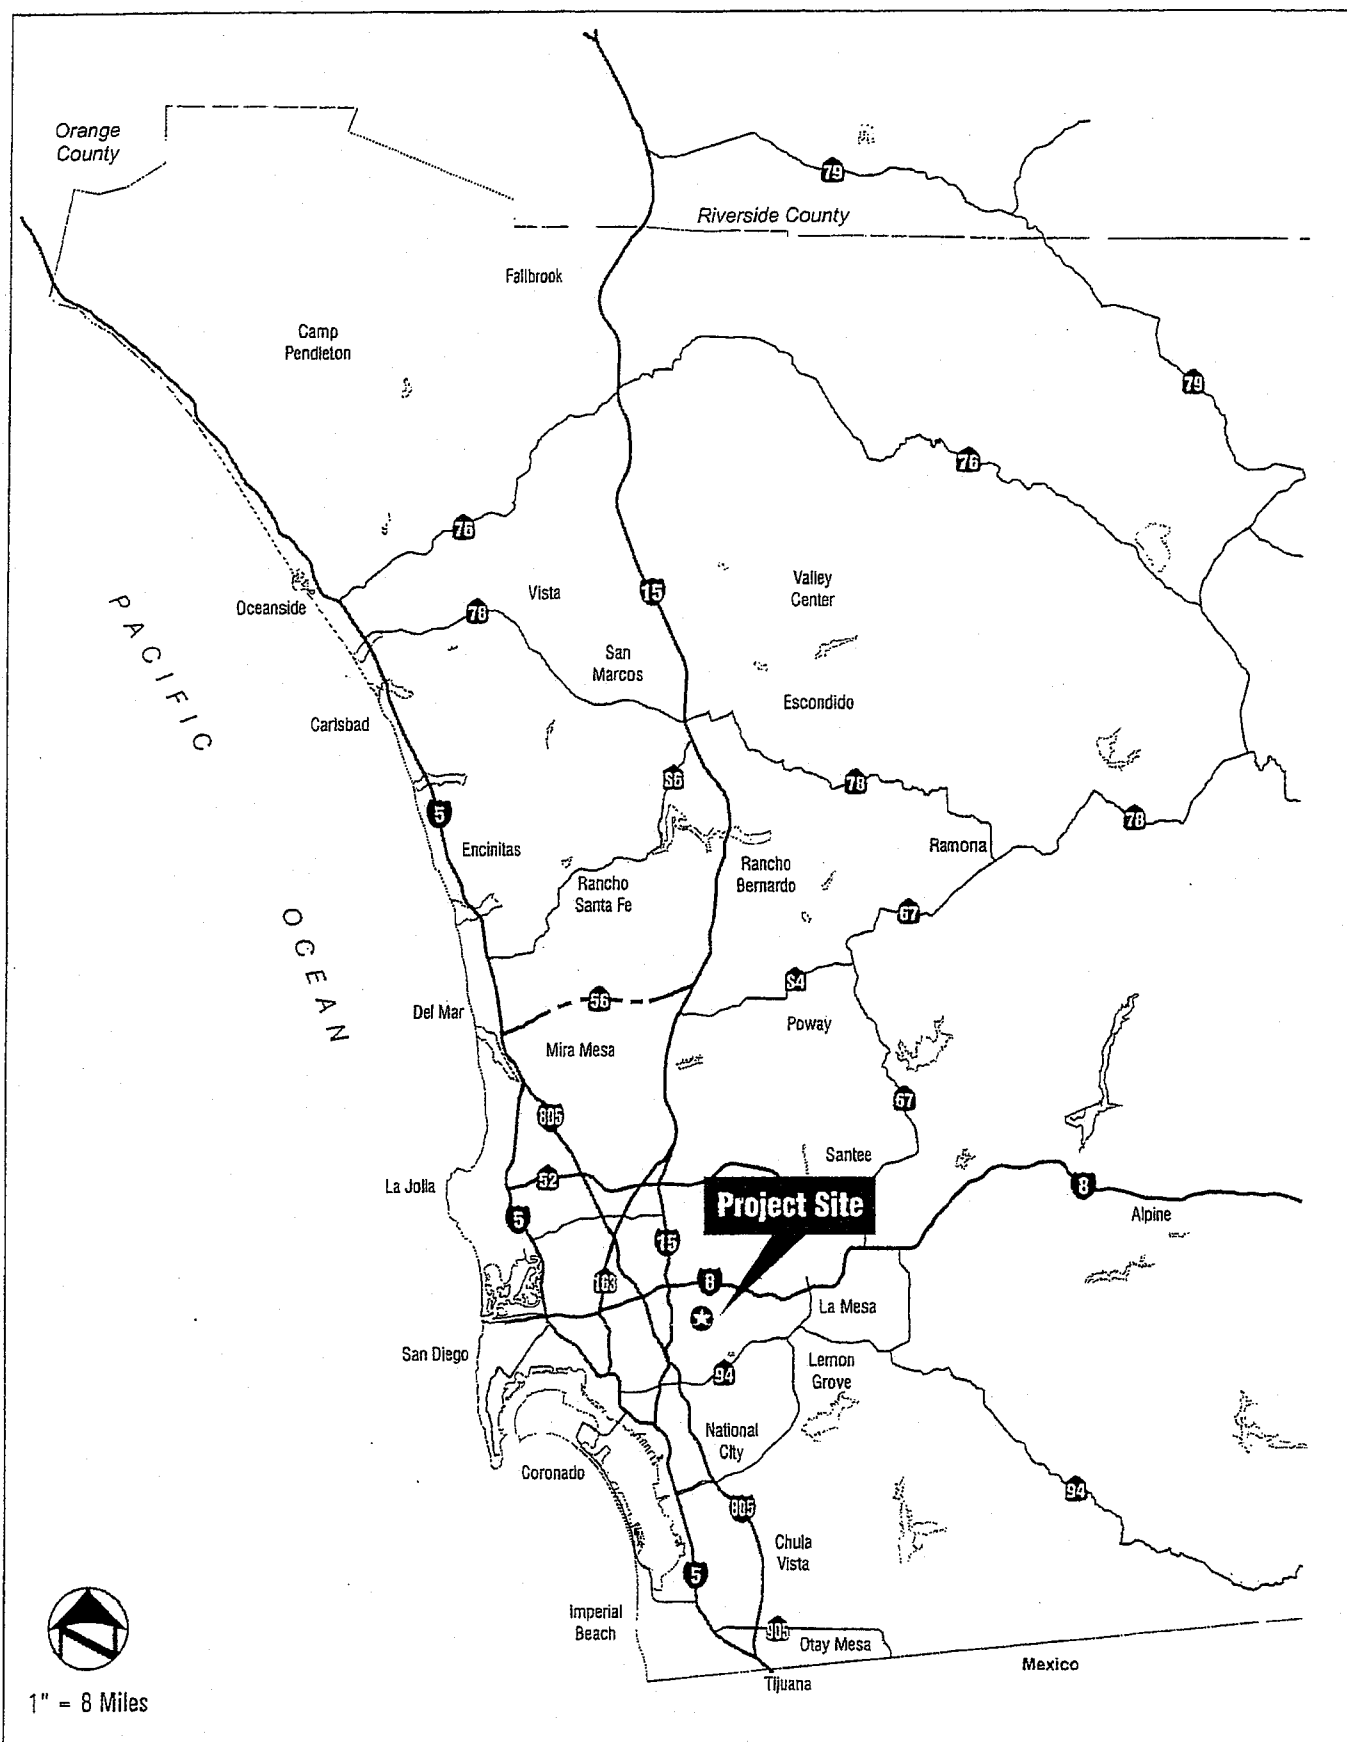 Orange
County
79
Riverside County
Fallbrook
Camp
Pendleton
79
76
76
15
Valley
Center
Vista
Oceanside
78
PACIFIC
San
Marcos
Escondido
Carlsbad
S6
78
5
78
Encinitas
Ramona
Rancho
Bernardo
Rancho
Santa Fe
67
OCEAN
S4
56
Del Mar
Poway
Mira Mesa
67
805
Santee
52
La Jolla
8
Project Site
5
Alpine
15
163
8
La Mesa
San Diego
Lemon
Grove
94
National
City
Coronado
94
805
Chula
Vista
5
Imperial
Beach
905
Otay Mesa
Mexico
Tijuana
1" = 8 Miles